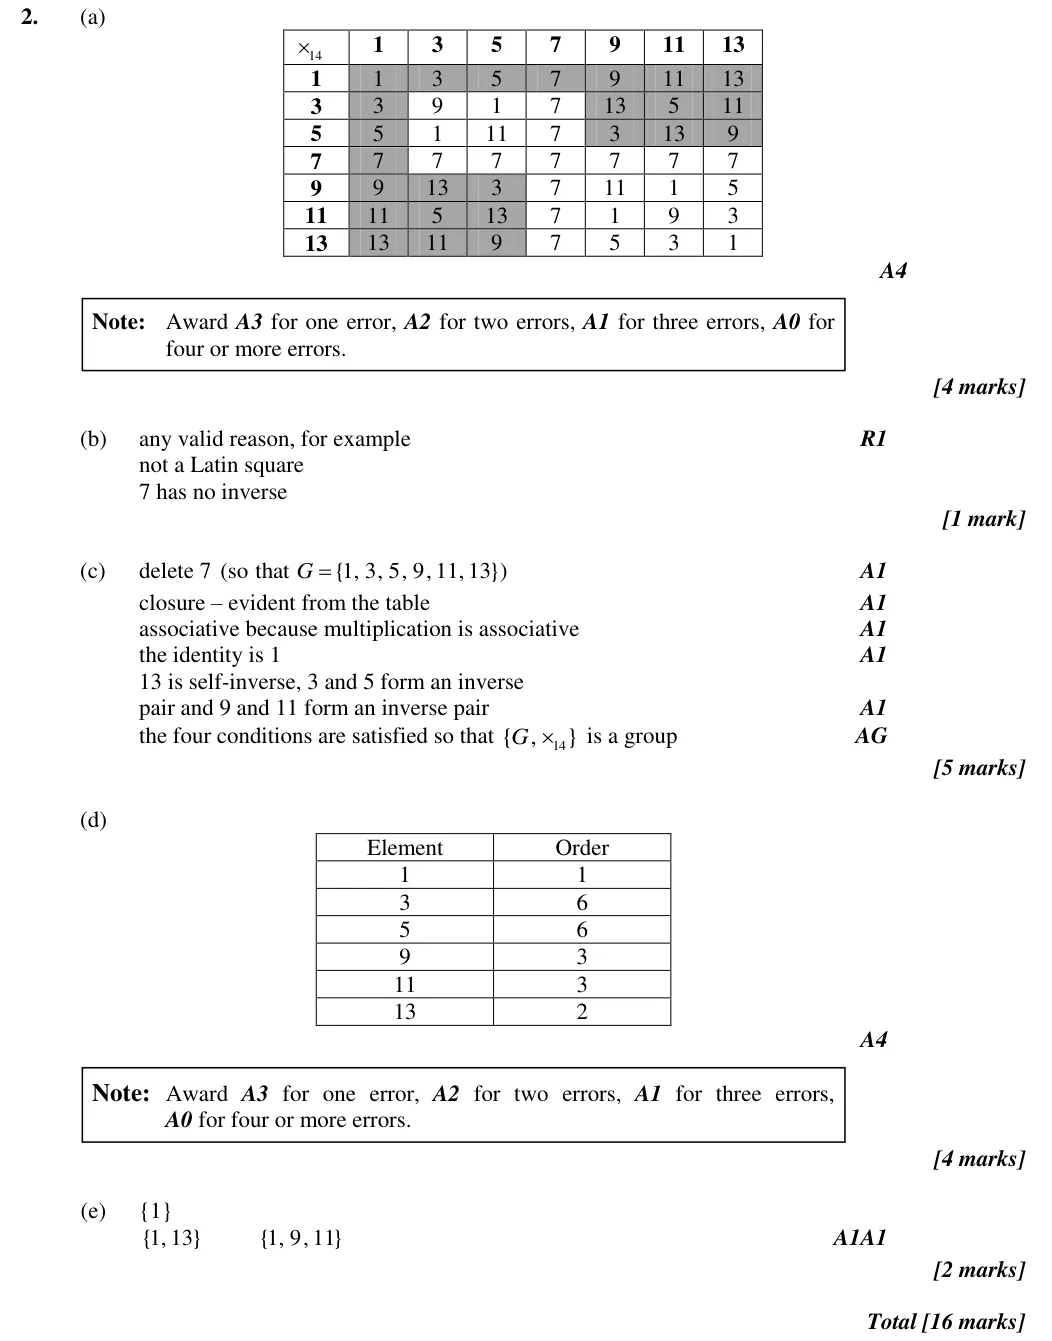 2. (a)
×14 1 3 5 7 9 11 13
1 1 3 5 7 9 11 13
3 3 9 1 7 13 5 11
5 5 1 11 7 3 13 9
7 7 7 7 7 7 7 7
9 9 13 3 7 11 1 5
11 11 5 13 7 1 9 3
13 13 11 9 7 5 3 1
A4
Note: Award A3 for one error, A2 for two errors, A1 for three errors, A0 for
four or more errors.
[4 marks]
(b) any valid reason, for example R1
not a Latin square
7 has no inverse
[1 mark]
(c) delete 7 (so that G = {1, 3, 5, 9, 11, 13}) A1
closure – evident from the table A1
associative because multiplication is associative A1
the identity is 1 A1
13 is self-inverse, 3 and 5 form an inverse
pair and 9 and 11 form an inverse pair A1
the four conditions are satisfied so that {G, ×14} is a group AG
[5 marks]
(d)
Element Order
1 1
3 6
5 6
9 3
11 3
13 2
A4
Note: Award A3 for one error, A2 for two errors, A1 for three errors,
A0 for four or more errors.
[4 marks]
(e) {1}
{1, 13} {1, 9, 11} A1A1
[2 marks]
Total [16 marks]